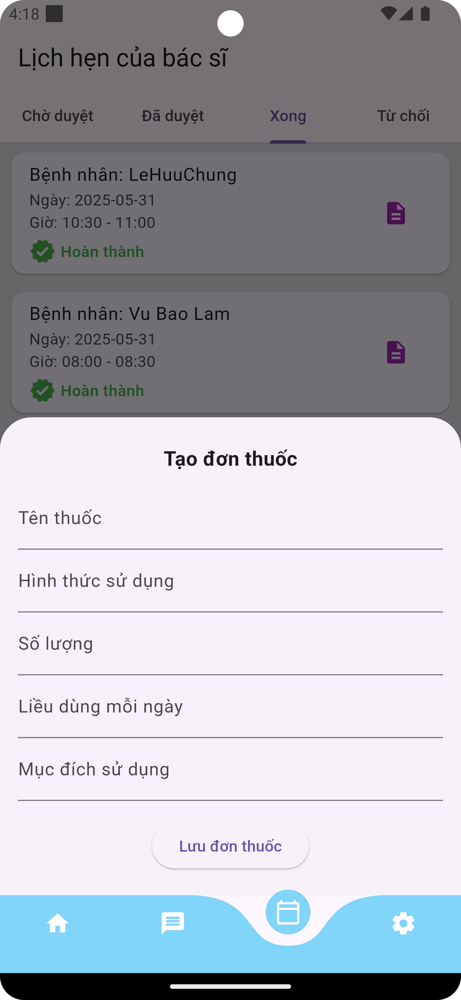 4:18
Lịch hẹn của bác sĩ
Chờ duyệt Đã duyệt Xong Từ chối
Bệnh nhân: LeHuuChung
Ngày: 2025-05-31
Giờ: 10:30 - 11:00
Hoàn thành
Bệnh nhân: Vu Bao Lam
Ngày: 2025-05-31
Giờ: 08:00 - 08:30
Hoàn thành
Tạo đơn thuốc
Tên thuốc
Hình thức sử dụng
Số lượng
Liều dùng mỗi ngày
Mục đích sử dụng
Lưu đơn thuốc